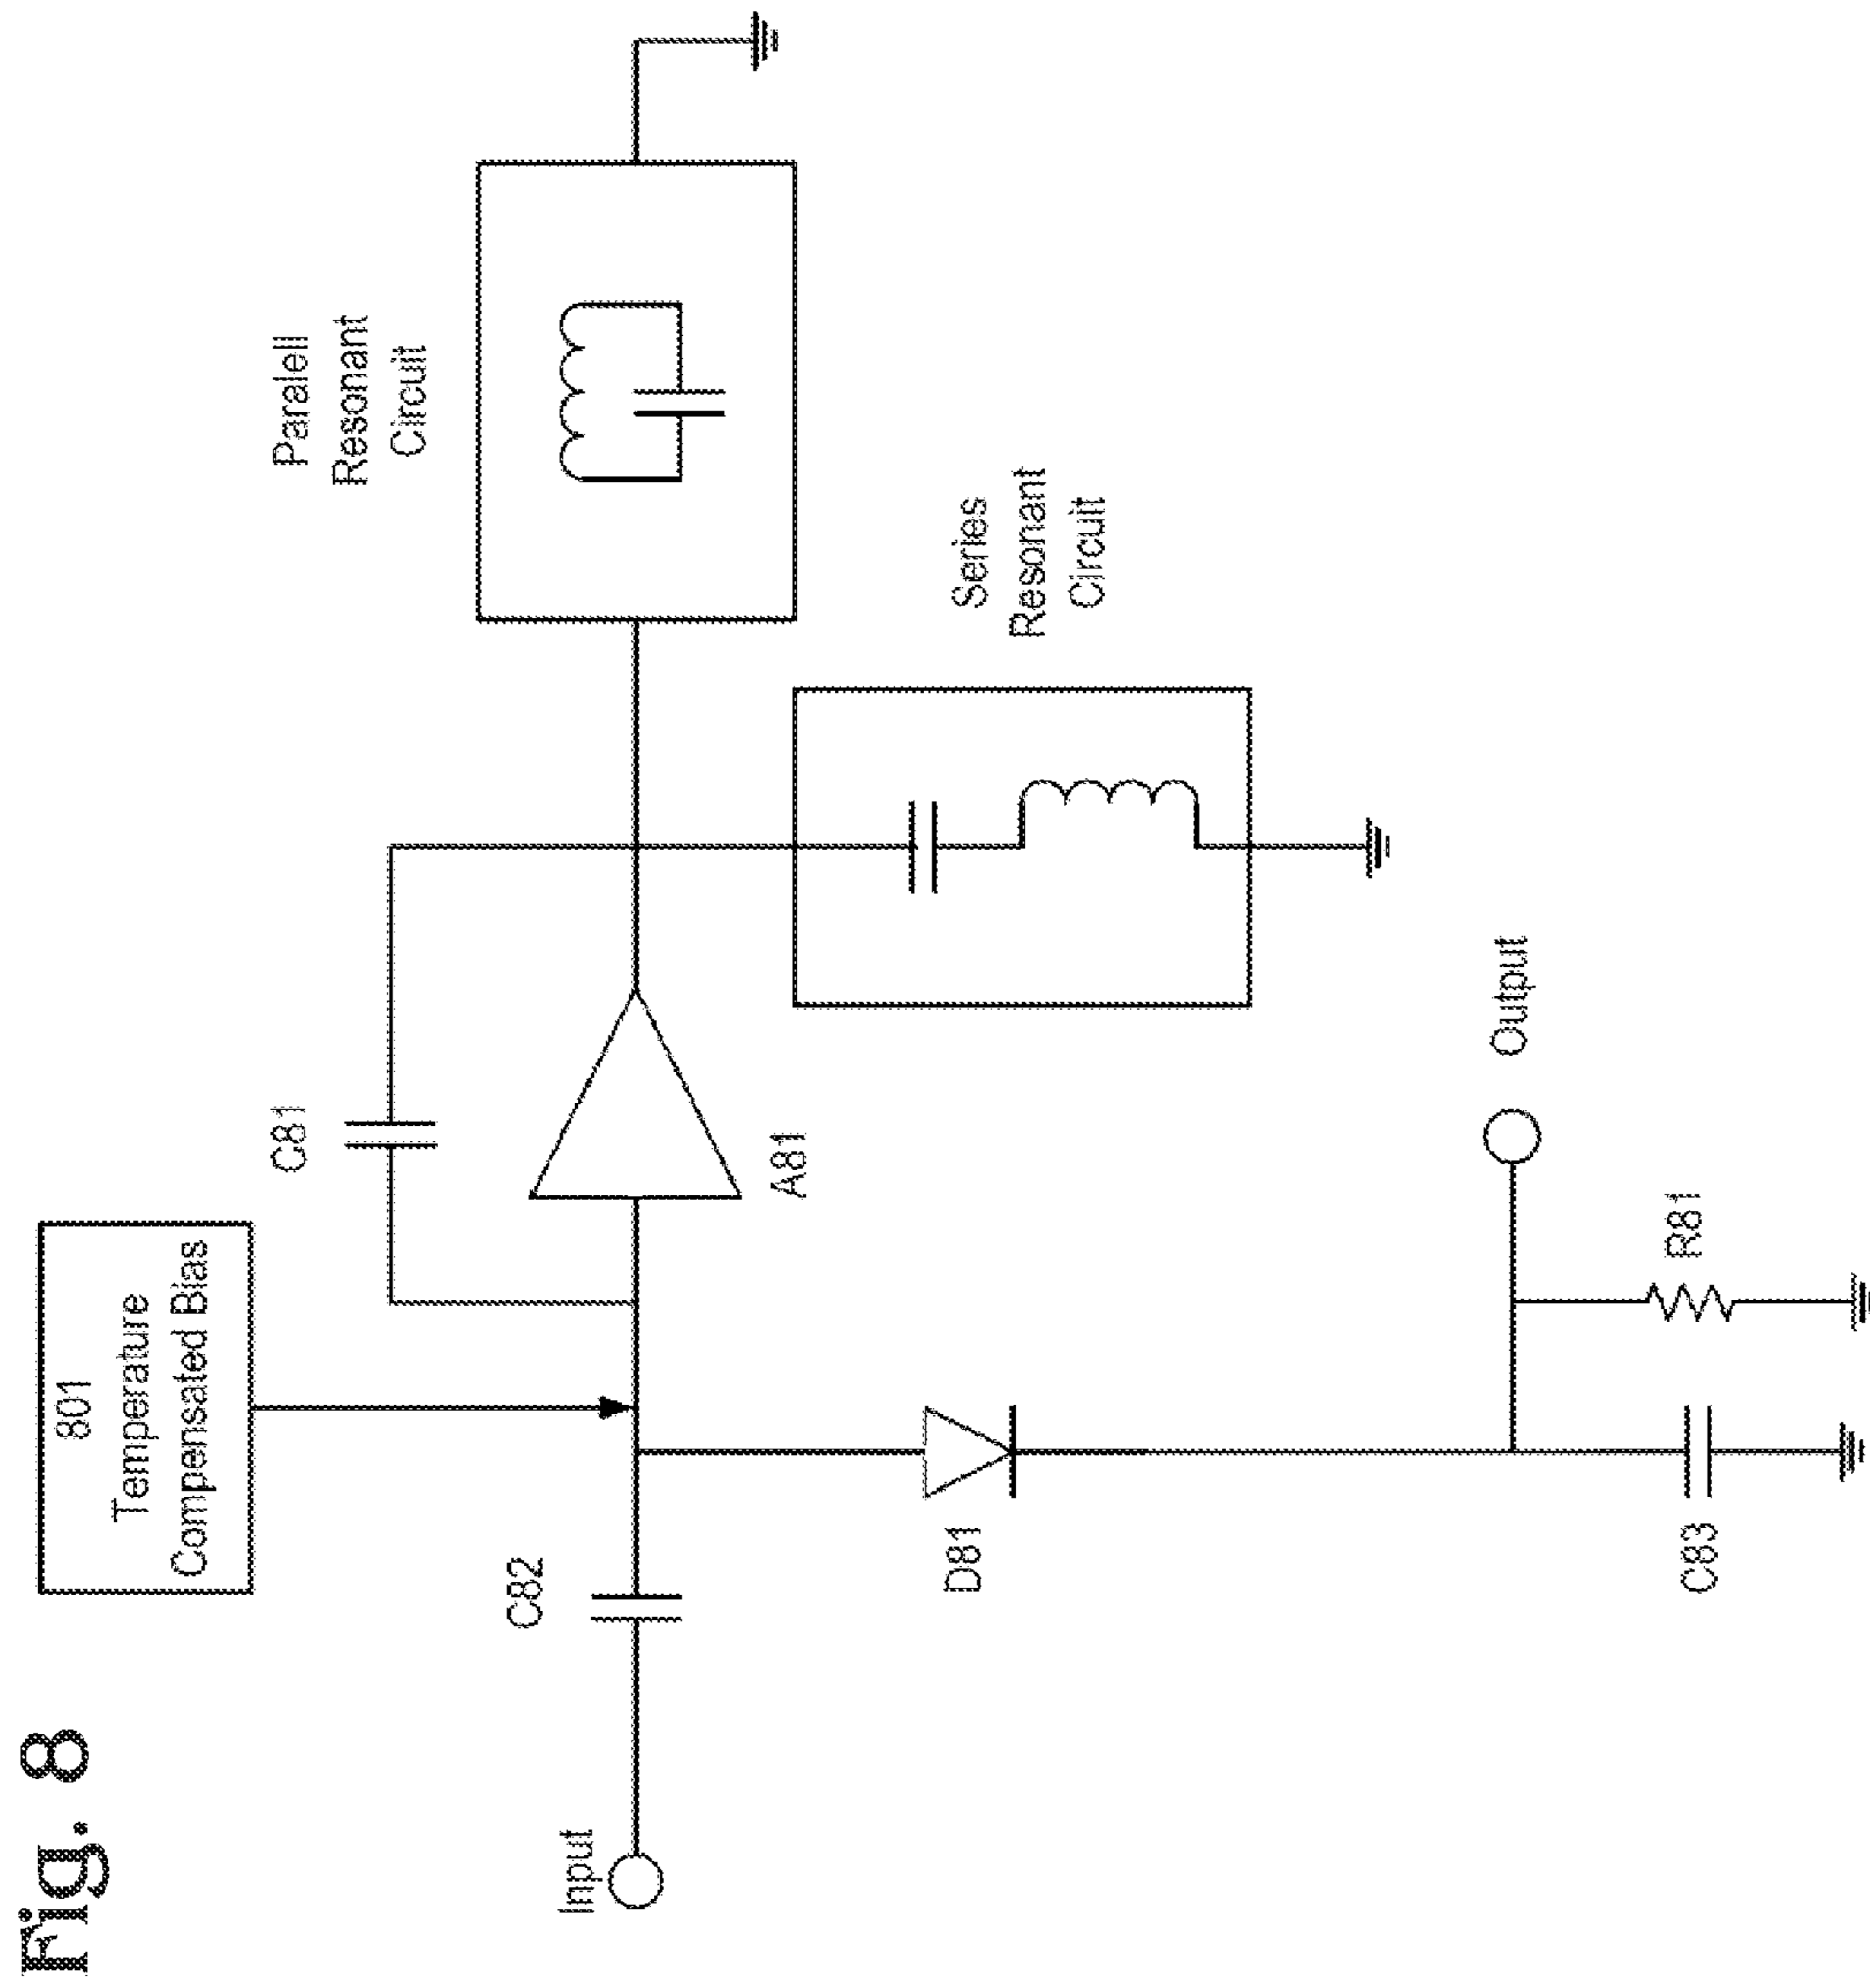 Fig. 8
801
Temperature
Compensated Bias
C81
Paralell
Resonant
Circuit
Input
C82
A81
Series
Resonant
Circuit
D81
Output
C83
R81